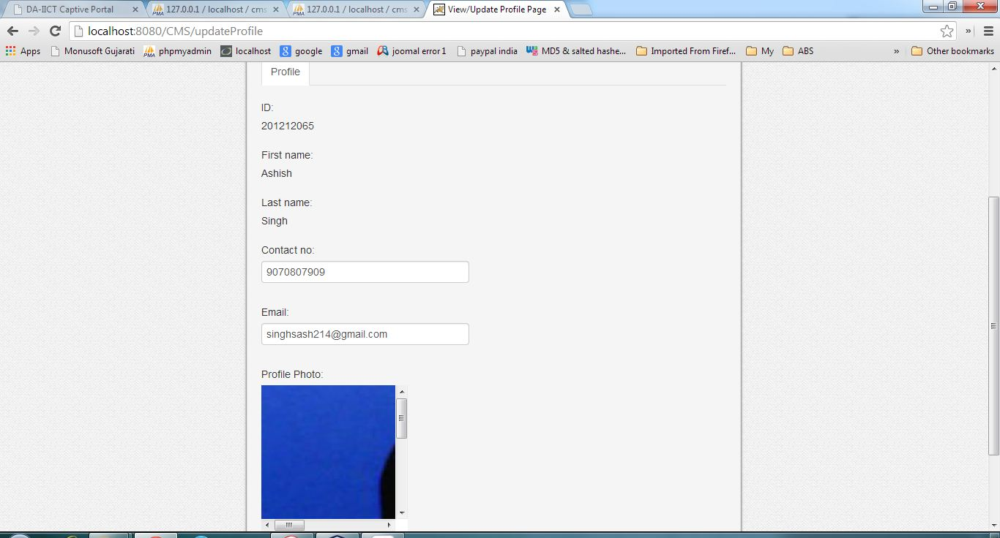 DA-IICT Captive Portal
127.0.0.1 / localhost / cms
127.0.0.1 / localhost / cms
View/Update Profile Page
localhost:8080/CMS/updateProfile
Apps
Monusoft Gujarati
phpmyadmin
localhost
google
gmail
joomal error1
paypal india
MD5 & salted hashe...
Imported From Firef...
My
ABS
»
Other bookmarks
Profile
ID:
201212065
First name:
Ashish
Last name:
Singh
Contact no:
9070807909
Email:
singhsash214@gmail.com
Profile Photo: